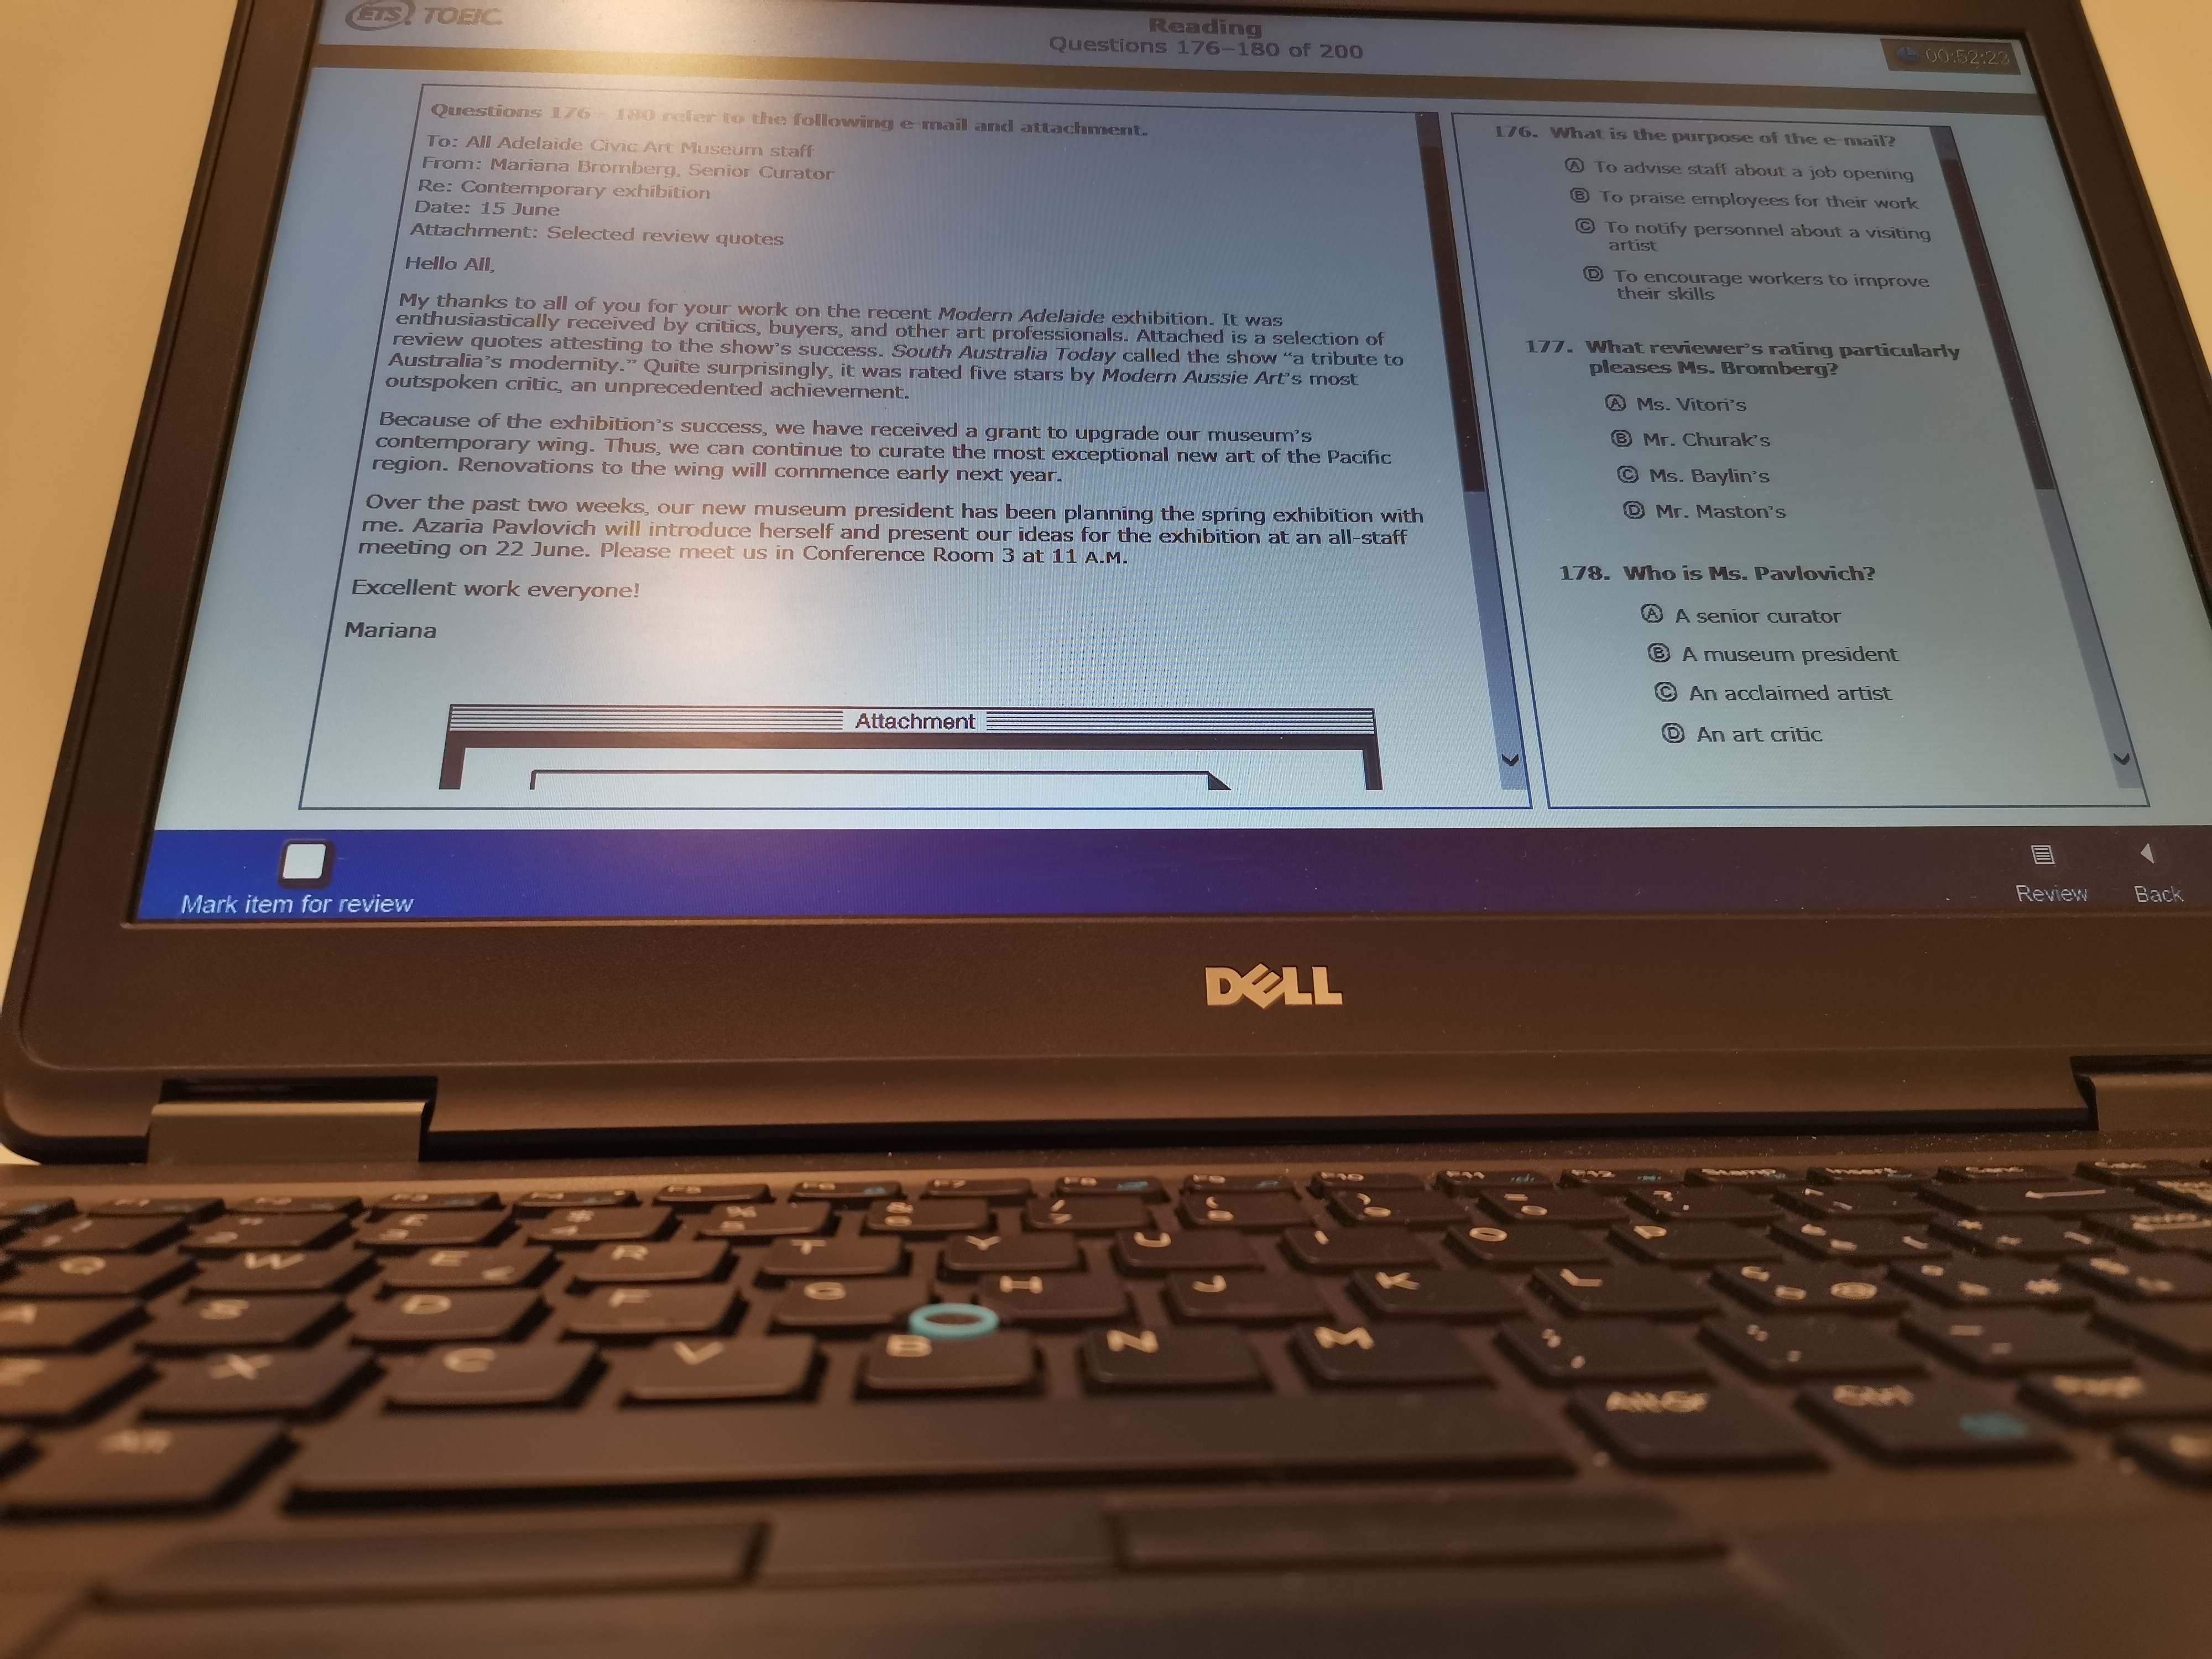 ETS TOEIC
Reading
Questions 176–180 of 200
00:52:23
Questions 176 - 180 refer to the following e-mail and attachment.
To: All Adelaide Civic Art Museum staff
From: Mariana Bromberg, Senior Curator
Re: Contemporary exhibition
Date: 15 June
Attachment: Selected review quotes
Hello All,
My thanks to all of you for your work on the recent Modern Adelaide exhibition. It was
enthusiastically received by critics, buyers, and other art professionals. Attached is a selection of
review quotes attesting to the show's success. South Australia Today called the show "a tribute to
Australia's modernity." Quite surprisingly, it was rated five stars by Modern Aussie Art's most
outspoken critic, an unprecedented achievement.
Because of the exhibition's success, we have received a grant to upgrade our museum's
contemporary wing. Thus, we can continue to curate the most exceptional new art of the Pacific
region. Renovations to the wing will commence early next year.
Over the past two weeks, our new museum president has been planning the spring exhibition with
me. Azaria Pavlovich will introduce herself and present our ideas for the exhibition at an all-staff
meeting on 22 June. Please meet us in Conference Room 3 at 11 A.M.
Excellent work everyone!
Mariana
Attachment
176. What is the purpose of the e-mail?
A To advise staff about a job opening
B To praise employees for their work
C To notify personnel about a visiting
artist
D To encourage workers to improve
their skills
177. What reviewer's rating particularly
pleases Ms. Bromberg?
A Ms. Vitori's
B Mr. Churak's
C Ms. Baylin's
D Mr. Maston's
178. Who is Ms. Pavlovich?
A A senior curator
B A museum president
C An acclaimed artist
D An art critic
Mark item for review
Review
Back
DELL
Q W E R T Y U I O P
A S D F G H J K L
X C V B N M
Alt
Alt Gr
Ctrl